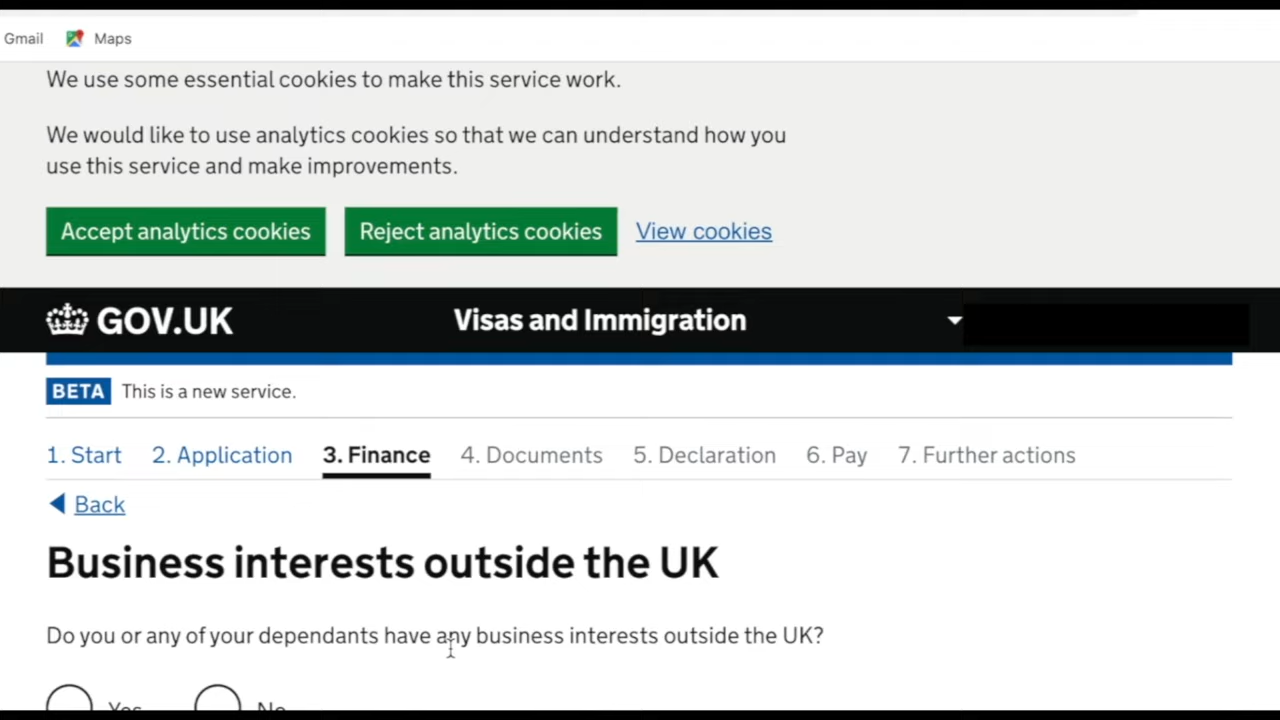 Gmail Maps
We use some essential cookies to make this service work.
We would like to use analytics cookies so that we can understand how you
use this service and make improvements.
Accept analytics cookies Reject analytics cookies View cookies
GOV.UK Visas and Immigration
BETA This is a new service.
1. Start 2. Application 3. Finance 4. Documents 5. Declaration 6. Pay 7. Further actions
Back
Business interests outside the UK
Do you or any of your dependants have any business interests outside the UK?
Yes No